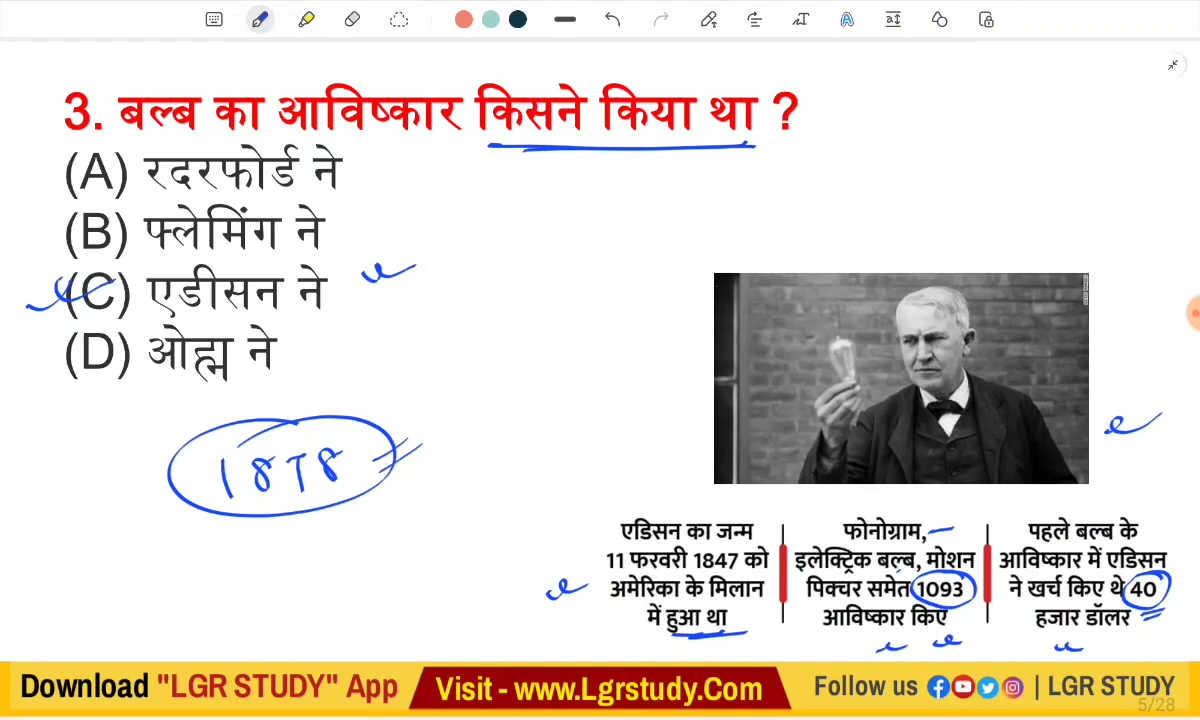 3. बल्ब का आविष्कार किसने किया था ?
(A) रदरफोर्ड ने
(B) फ्लेमिंग ने
(C) एडीसन ने
(D) ओह्म ने
1878
एडिसन का जन्म
11 फरवरी 1847 को
अमेरिका के मिलान
में हुआ था
फोनोग्राम,
इलेक्ट्रिक बल्ब, मोशन
पिक्चर समेत 1093
आविष्कार किए
पहले बल्ब के
आविष्कार में एडिसन
ने खर्च किए थे 40
हजार डॉलर
Download "LGR STUDY" App
Visit - www.Lgrstudy.Com
Follow us | LGR STUDY
5/28